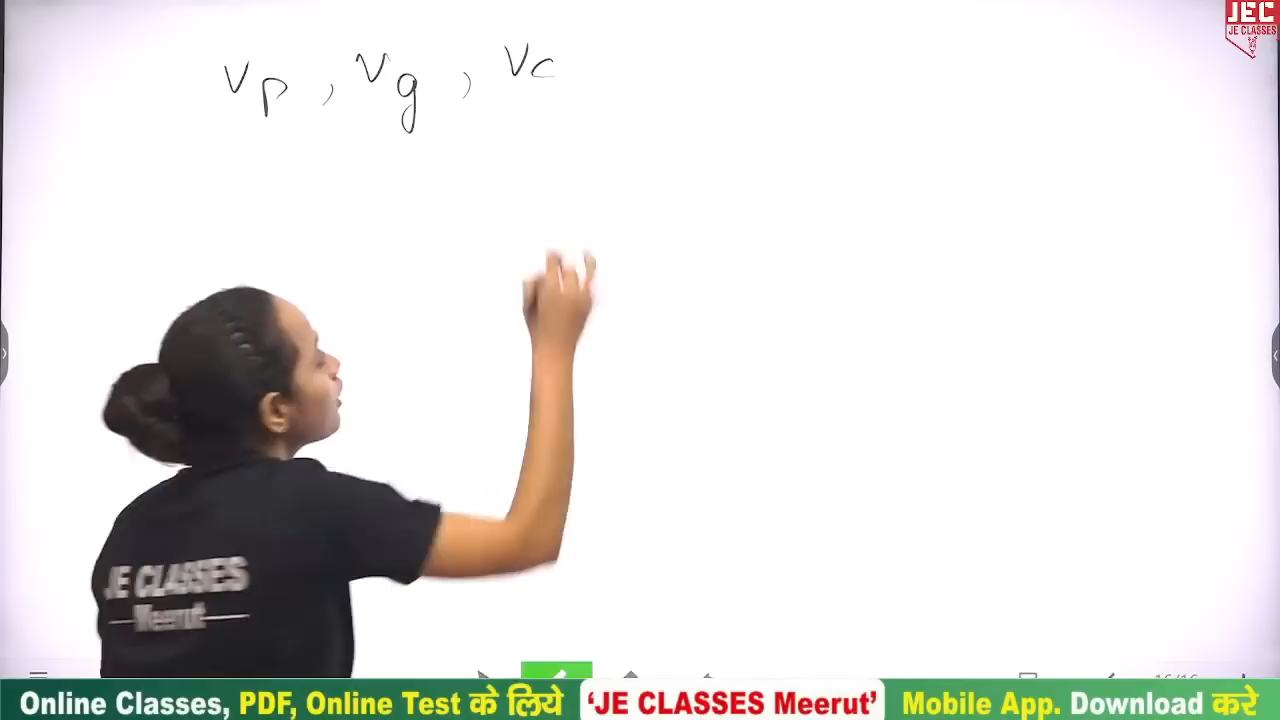 JEC
JE CLASSES
Vp , Vg , Vc
JE CLASSES
Meerut
Online Classes, PDF, Online Test के लिये 'JE CLASSES Meerut' Mobile App. Download करे